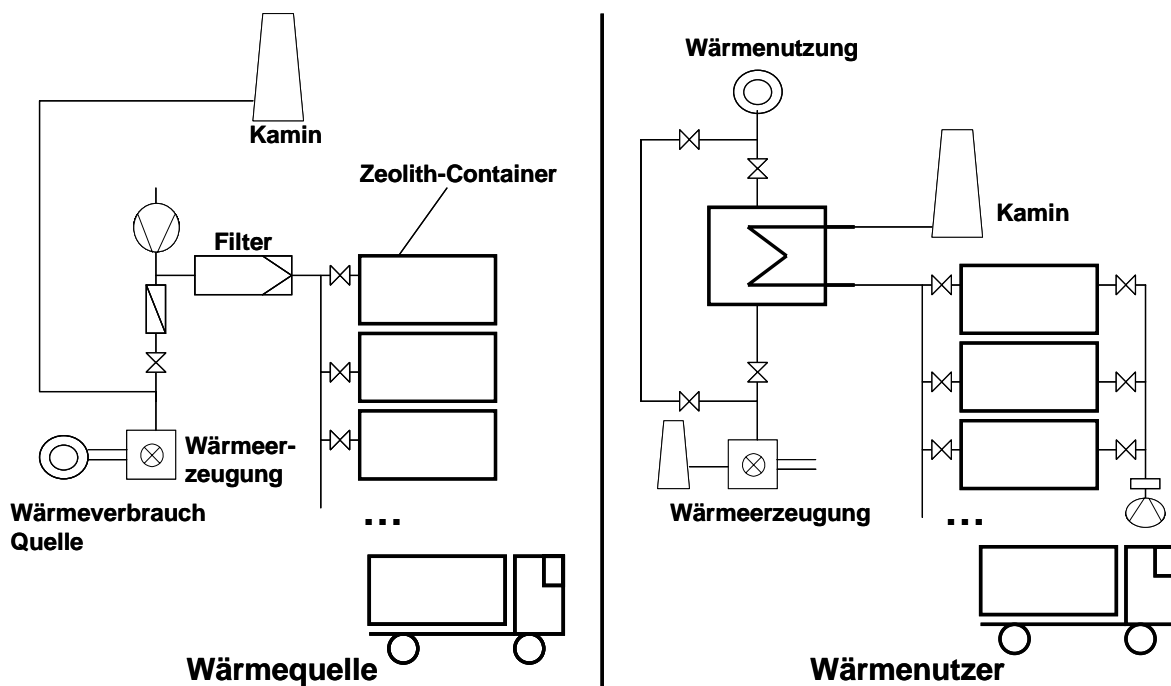 Kamin
Zeolith-Container
Filter
Wärmeer-
zeugung
Wärmeverbrauch
Quelle
...
Wärmequelle
Wärmenutzung
Kamin
Wärmeerzeugung
...
Wärmenutzer